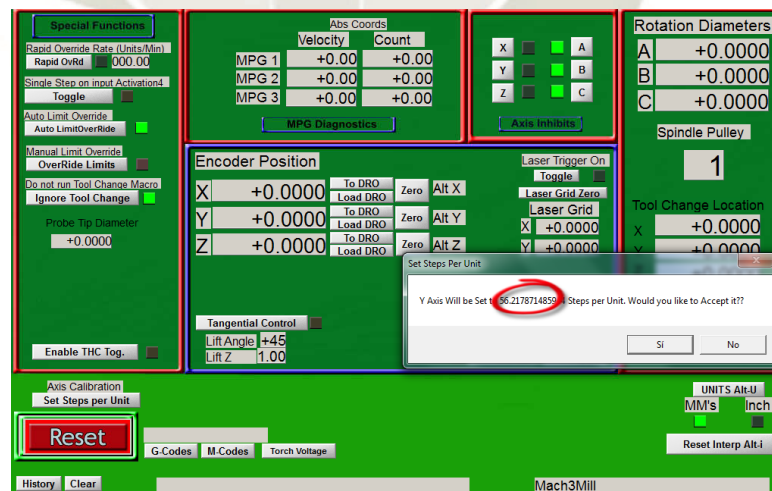 Special Functions
Rapid Override Rate (Units/Min)
Rapid OvRd 000.00
Single Step on input Activation4
Toggle
Auto Limit Override
Auto LimitOverRide
Manual Limit Override
OverRide Limits
Do not run Tool Change Macro
Ignore Tool Change
Probe Tip Diameter
+0.0000
Enable THC Tog.
Abs Coords
Velocity Count
MPG 1 +0.00 +0.00
MPG 2 +0.00 +0.00
MPG 3 +0.00 +0.00
MPG Diagnostics
X A
Y B
Z C
Axis Inhibits
Rotation Diameters
A +0.0000
B +0.0000
C +0.0000
Spindle Pulley
1
Tool Change Location
X +0.0000
+0.0000
Encoder Position
X +0.0000 To DRO Load DRO Zero Alt X
Y +0.0000 To DRO Load DRO Zero Alt Y
Z +0.0000 To DRO Load DRO Zero Alt Z
Laser Trigger On
Toggle
Laser Grid Zero
Laser Grid
X +0.0000
Y +0.0000
Tangential Control
Lift Angle +45
Lift Z 1.00
Set Steps Per Unit
Y Axis Will be Set Steps per Unit. Would you like to Accept it??
Sí No
Axis Calibration
Set Steps per Unit
Reset
G-Codes M-Codes Torch Voltage
UNITS Alt-U
MM's Inch
Reset Interp Alt-i
History Clear
Mach3Mill